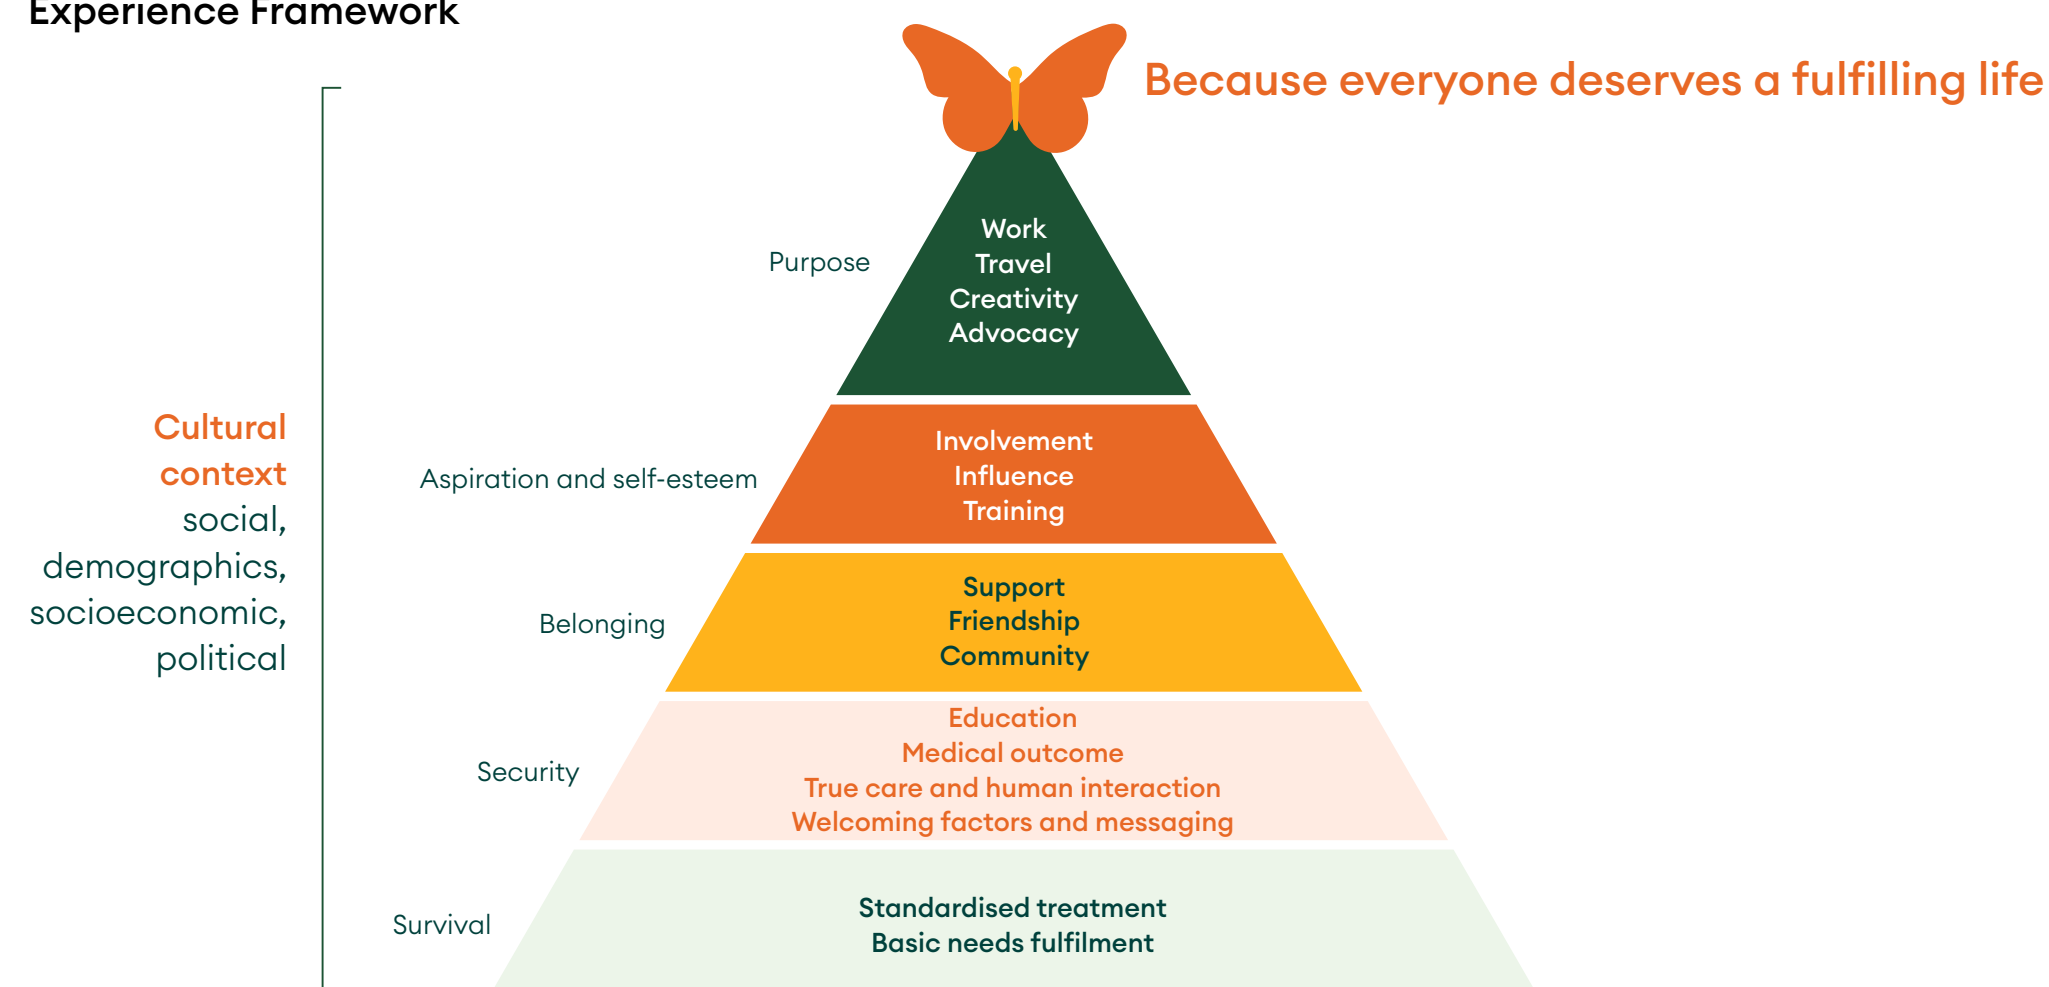 Experience Framework
Because everyone deserves a fulfilling life
Cultural
context
social,
demographics,
socioeconomic,
political
Purpose
Work
Travel
Creativity
Advocacy
Aspiration and self-esteem
Involvement
Influence
Training
Belonging
Support
Friendship
Community
Security
Education
Medical outcome
True care and human interaction
Welcoming factors and messaging
Survival
Standardised treatment
Basic needs fulfilment